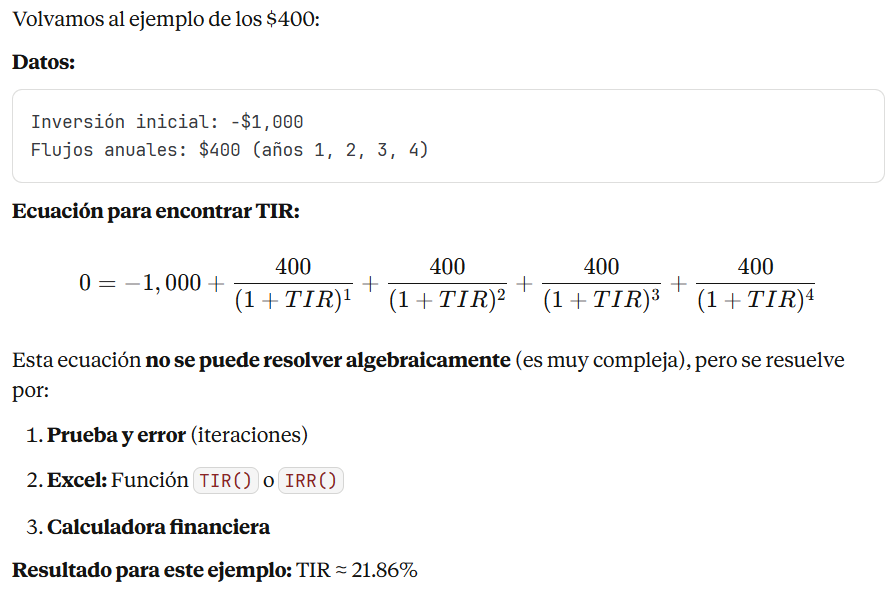 Volvamos al ejemplo de los $400:
Datos:
Inversión inicial: -$1,000
Flujos anuales: $400 (años 1, 2, 3, 4)
Ecuación para encontrar TIR:
0 = −1,000 + 400/(1 + TIR)^1 + 400/(1 + TIR)^2 + 400/(1 + TIR)^3 + 400/(1 + TIR)^4
Esta ecuación no se puede resolver algebraicamente (es muy compleja), pero se resuelve
por:
1. Prueba y error (iteraciones)
2. Excel: Función TIR() o IRR()
3. Calculadora financiera
Resultado para este ejemplo: TIR ≈ 21.86%